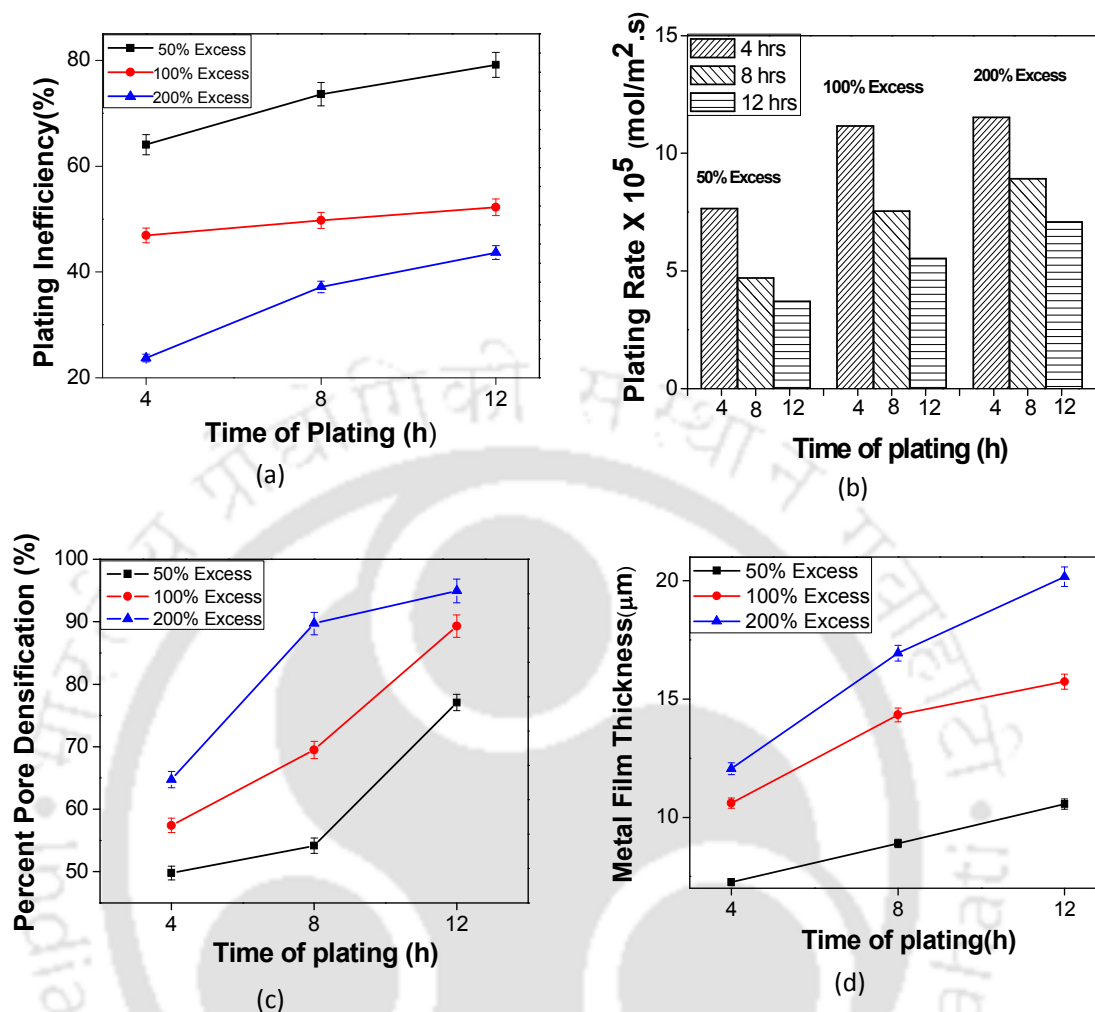 50% Excess
100% Excess
200% Excess
80
60
40
20
4
8
12
Plating Inefficiency(%)
Time of Plating (h)
(a)
4 hrs
8 hrs
12 hrs
50% Excess
100% Excess
200% Excess
15
10
5
0
4 8 12 4 8 12 4 8 12
Plating Rate X 10⁵ (mol/m².s)
Time of plating (h)
(b)
50% Excess
100% Excess
200% Excess
100
90
80
70
60
50
4
8
12
Percent Pore Densification (%)
Time of plating (h)
(c)
50% Excess
100% Excess
200% Excess
20
15
10
4
8
12
Metal Film Thickness(μm)
Time of plating(h)
(d)